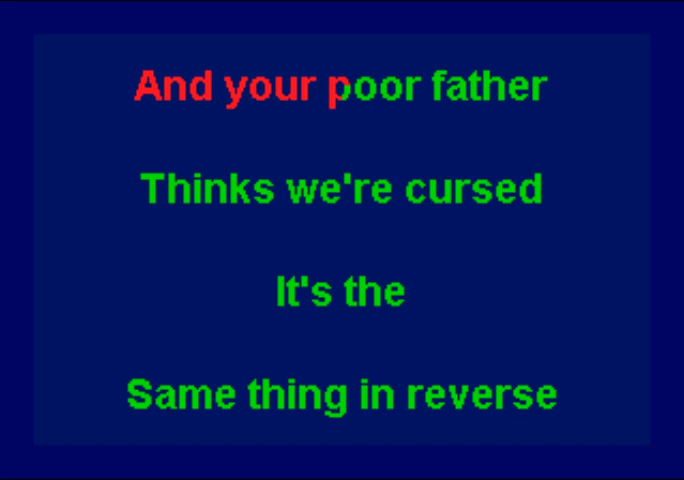 And your poor father
Thinks we're cursed
It's the
Same thing in reverse